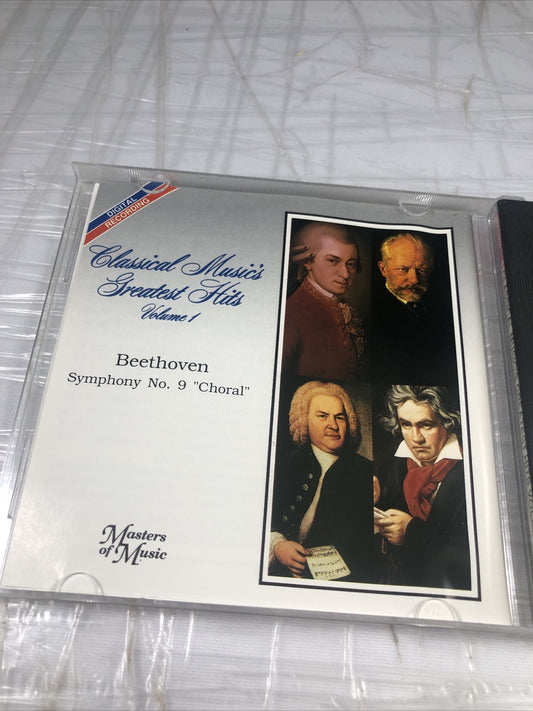 DIGITAL
RECORDING
Classical Music's
Greatest Hits
Volume 1
Beethoven
Symphony No. 9 "Choral"
Masters
of Music